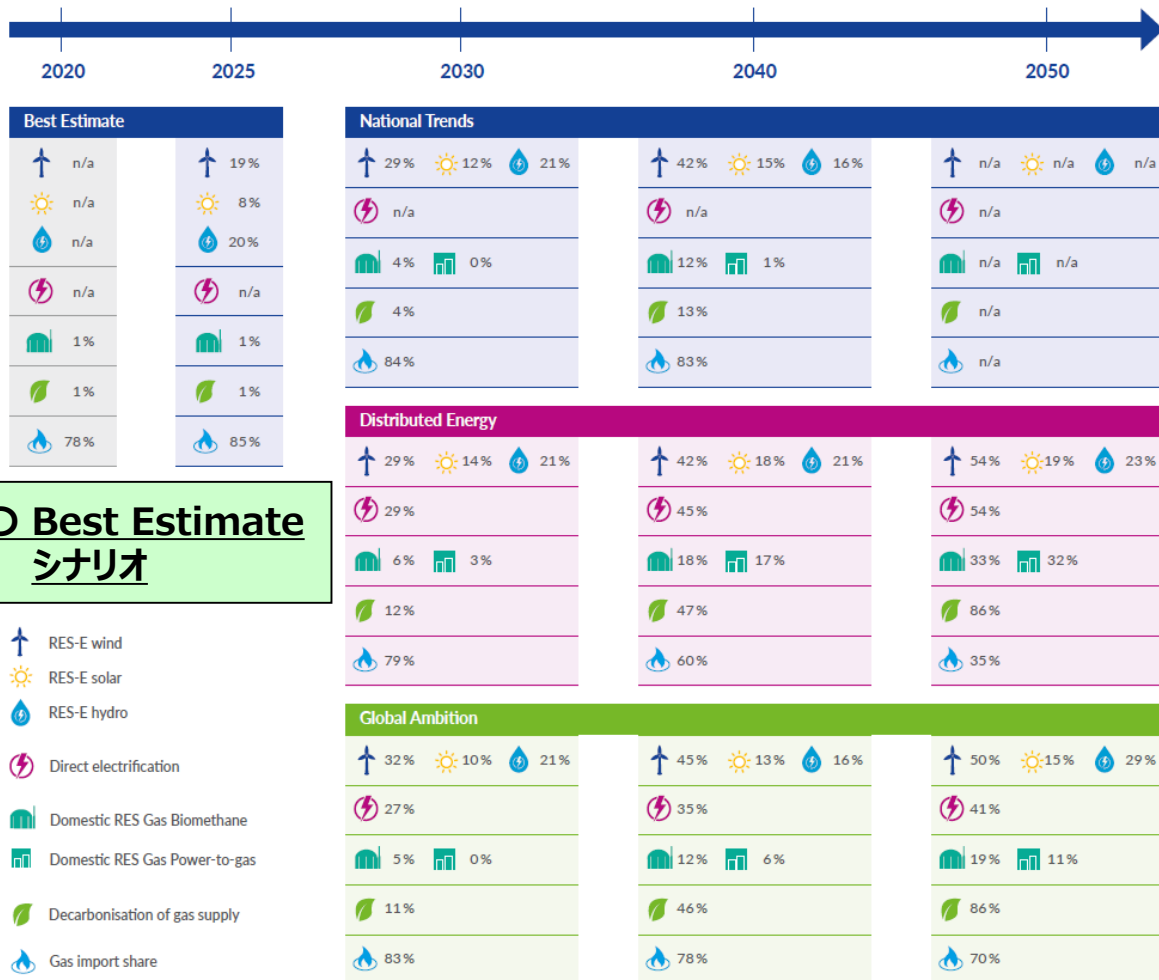 2020 2025 2030 2040 2050
Best Estimate
n/a 19%
n/a 8%
n/a 20%
n/a n/a
1% 1%
1% 1%
78% 85%
National Trends
29% 12% 21% 42% 15% 16% n/a n/a n/a
n/a n/a n/a
4% 0% 12% 1% n/a n/a
4% 13% n/a
84% 83% n/a
Distributed Energy
29% 14% 21% 42% 18% 21% 54% 19% 23%
29% 45% 54%
6% 3% 18% 17% 33% 32%
12% 47% 86%
79% 60% 35%
Best Estimate
シナリオ
RES-E wind
RES-E solar
RES-E hydro
Direct electrification
Domestic RES Gas Biomethane
Domestic RES Gas Power-to-gas
Decarbonisation of gas supply
Gas import share
Global Ambition
32% 10% 21% 45% 13% 16% 50% 15% 29%
27% 35% 41%
5% 0% 12% 6% 19% 11%
11% 46% 86%
83% 78% 70%